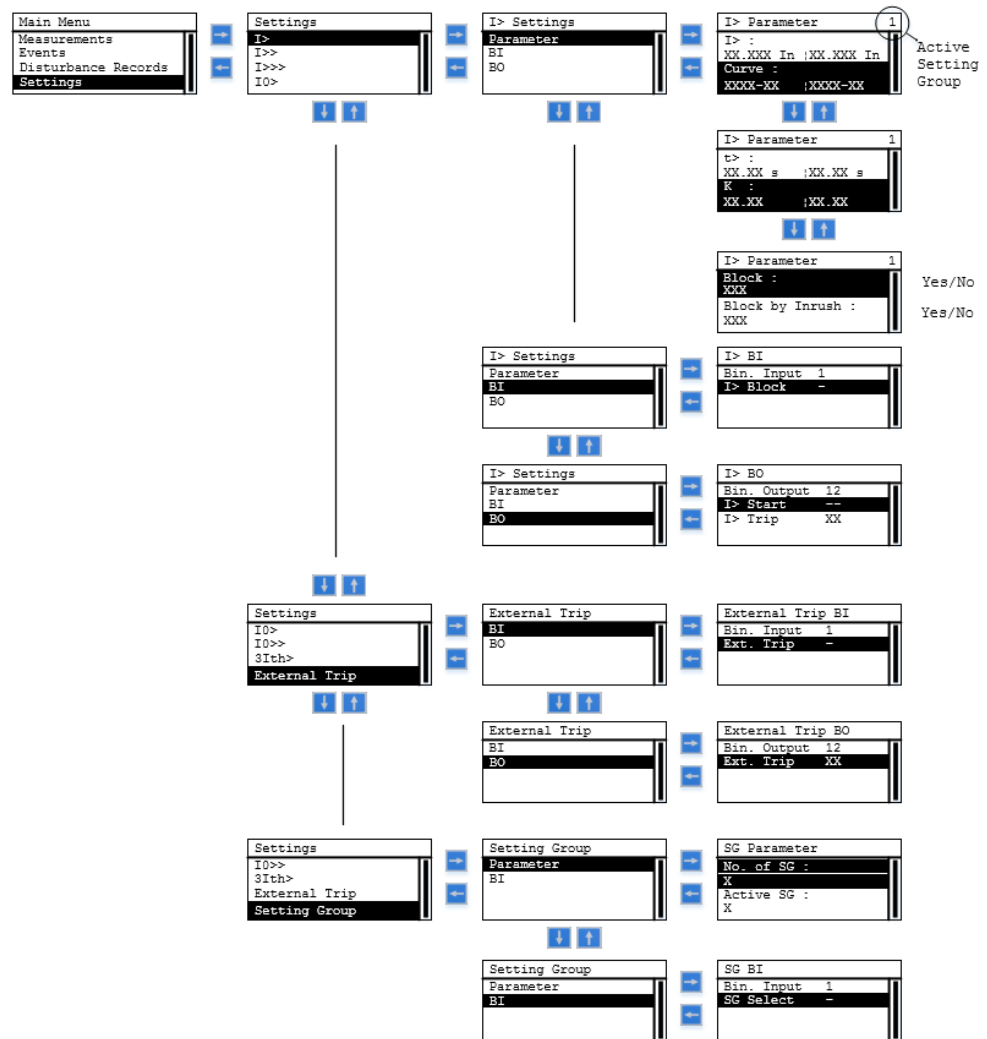 Main Menu
Measurements
Events
Disturbance Records
Settings
Settings
I>
I>>
I>>>
I0>
I> Settings
Parameter
BI
BO
I> Parameter 1
I> :
XX.XXX In ¦XX.XXX In
Curve :
XXXX-XX ¦XXXX-XX
Active
Setting
Group
I> Parameter 1
t> :
XX.XX s ¦XX.XX s
K :
XX.XX ¦XX.XX
I> Parameter 1
Block :
XXX
Block by Inrush :
XXX
Yes/No
Yes/No
I> Settings
Parameter
BI
BO
I> BI
Bin. Input 1
I> Block -
I> Settings
Parameter
BI
BO
I> BO
Bin. Output 12
I> Start --
I> Trip XX
Settings
I0>
I0>>
3Ith>
External Trip
External Trip
BI
BO
External Trip BI
Bin. Input 1
Ext. Trip -
External Trip
BI
BO
External Trip BO
Bin. Output 12
Ext. Trip XX
Settings
I0>>
3Ith>
External Trip
Setting Group
Setting Group
Parameter
BI
SG Parameter
No. of SG :
X
Active SG :
X
Setting Group
Parameter
BI
SG BI
Bin. Input 1
SG Select -